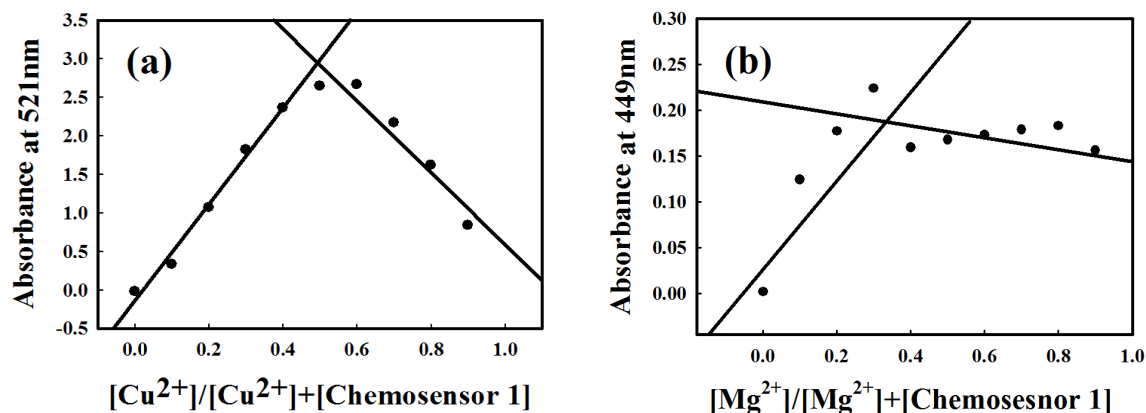 (a)
Absorbance at 521nm
3.5
3.0
2.5
2.0
1.5
1.0
0.5
0.0
-0.5
0.0 0.2 0.4 0.6 0.8 1.0
[Cu2+]/[Cu2+]+[Chemosensor 1]
(b)
Absorbance at 449nm
0.30
0.25
0.20
0.15
0.10
0.05
0.00
0.0 0.2 0.4 0.6 0.8 1.0
[Mg2+]/[Mg2+]+[Chemosesnor 1]